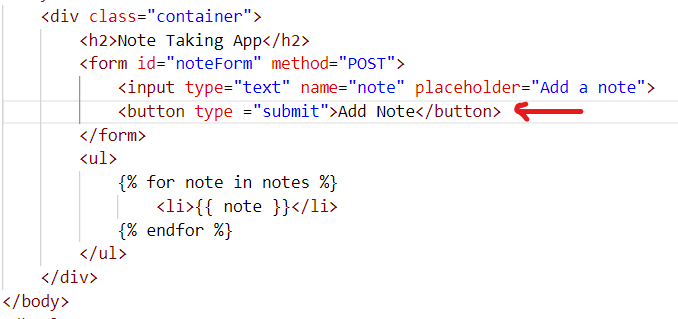 <div class="container">
<h2>Note Taking App</h2>
<form id="noteForm" method="POST">
<input type="text" name="note" placeholder="Add a note">
<button type ="submit">Add Note</button>
</form>
<ul>
{% for note in notes %}
<li>{{ note }}</li>
{% endfor %}
</ul>
</div>
</body>